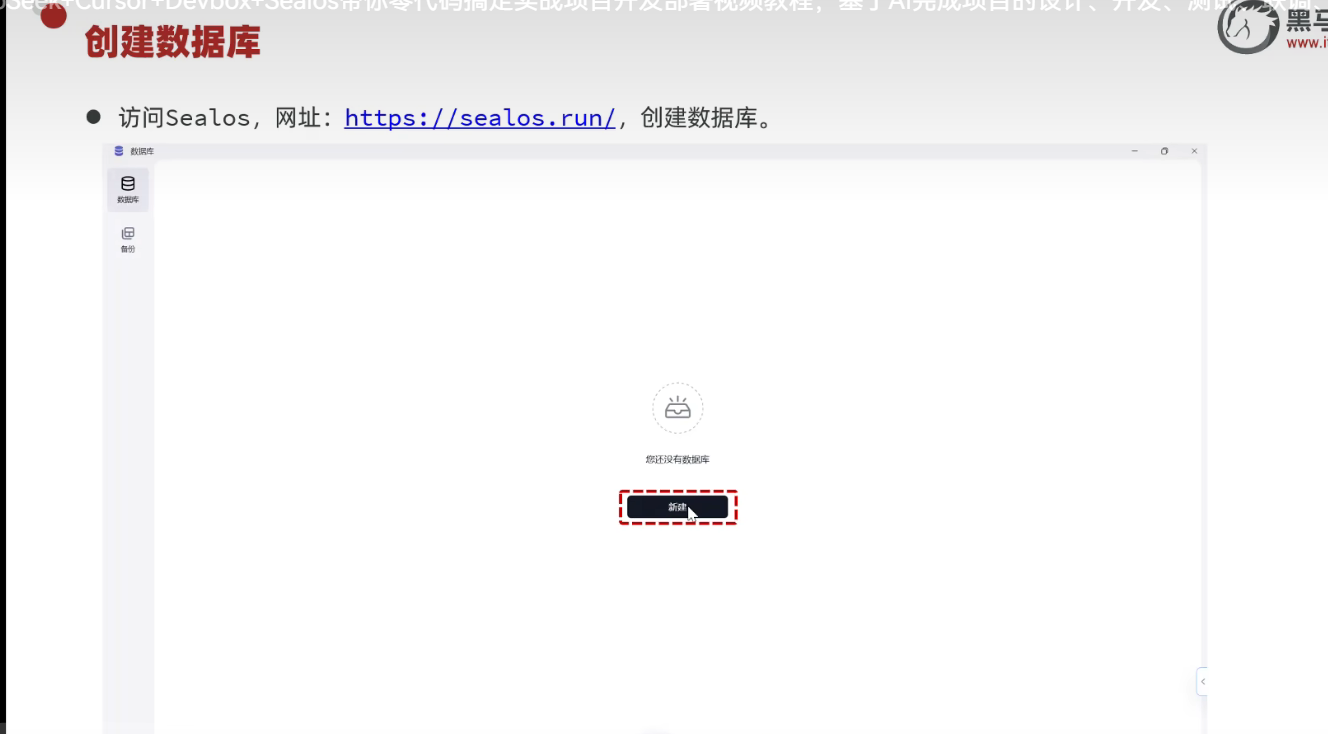 Seek+Cursor+Devbox+Sealos带你零代码搞定实战项目开发部署视频教程，基于AI完成项目的设计、开发、测试、联调、
创建数据库
黑马
www.it
● 访问Sealos，网址：https://sealos.run/，创建数据库。
数据库
数据库
备份
您还没有数据库
新建